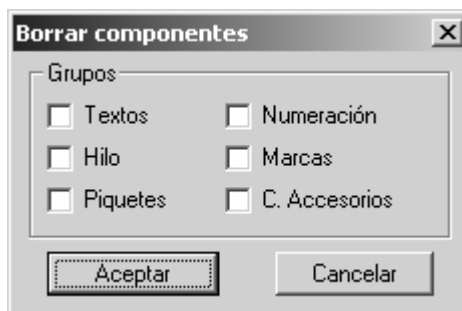 Borrar componentes
Grupos
Textos Numeración
Hilo Marcas
Piquetes C. Accesorios
Aceptar Cancelar